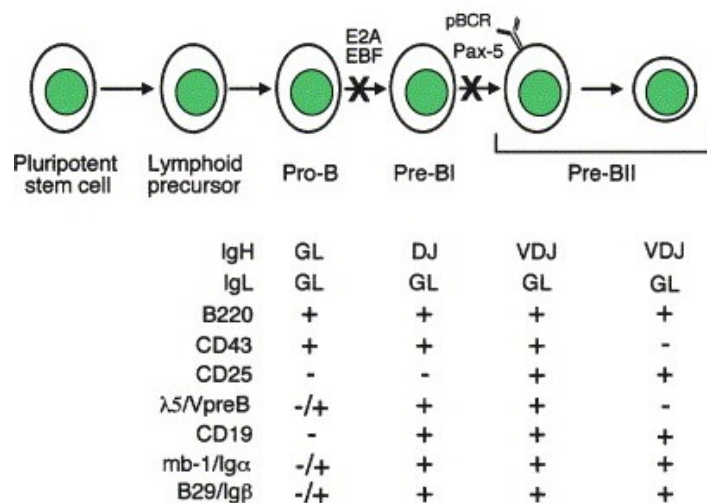 E2A
EBF
pBCR
Pax-5
Pluripotent
stem cell
Lymphoid
precursor
Pro-B
Pre-BI
Pre-BII
IgH GL DJ VDJ VDJ
IgL GL GL GL GL
B220 + + + +
CD43 + + + -
CD25 - - + +
λ5/VpreB -/+ + + -
CD19 - + + +
mb-1/Igα -/+ + + +
B29/Igβ -/+ + + +